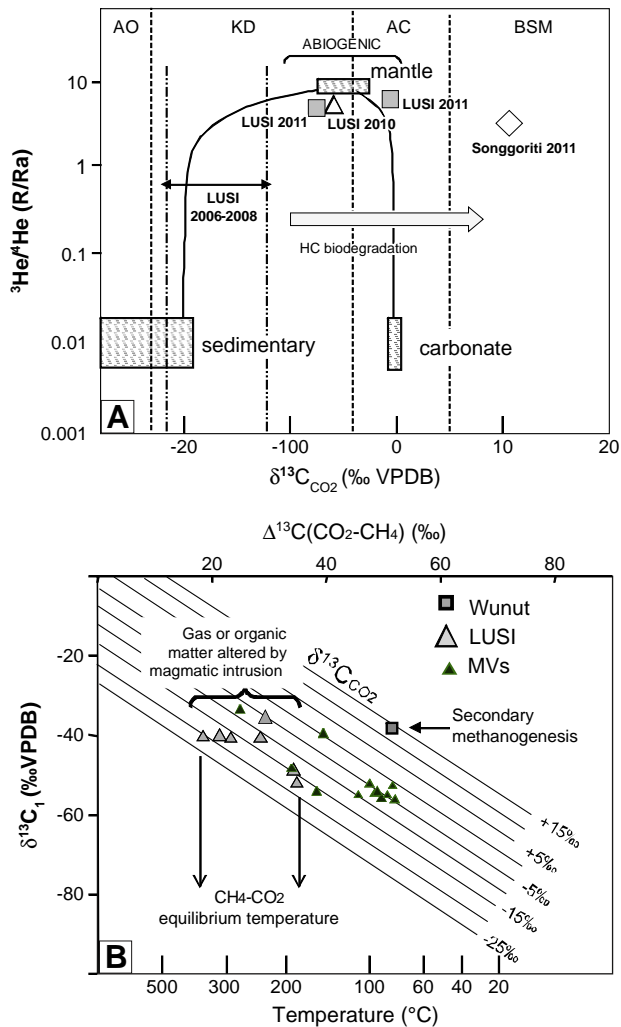 AO KD AC BSM
ABIOGENIC
mantle
10
LUSI 2011
LUSI 2011 LUSI 2010
Songgoriti 2011
1
LUSI
2006-2008
HC biodegradation
0.1
³He/⁴He (R/Ra)
0.01
sedimentary carbonate
A
0.001
-20 -100 0 10 20
δ¹³C_CO2 (‰ VPDB)
Δ¹³C(CO₂-CH₄) (‰)
20 40 60 80
Wunut
LUSI
MVs
Gas or organic
matter altered by
magmatic intrusion
δ¹³C_CO2
-20
Secondary
methanogenesis
-40
δ¹³C₁ (‰VPDB)
-60
+15‰
+5‰
-5‰
-15‰
-25‰
-80
CH4-CO2
equilibrium temperature
B
500 300 200 100 60 40 20
Temperature (°C)